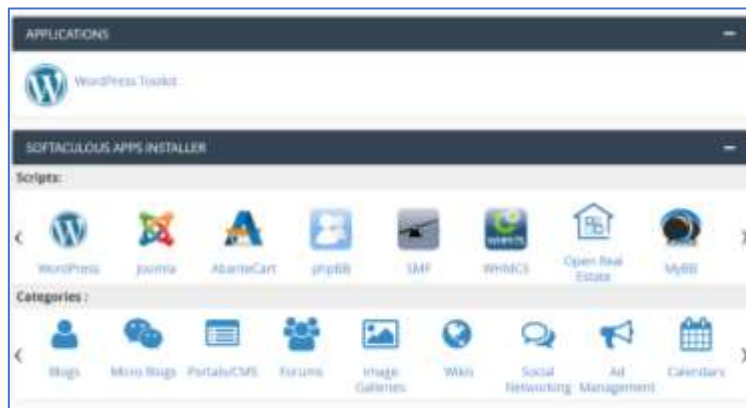 APPLICATIONS
WordPress Toolkit
SOFTACULOUS APPS INSTALLER
Scripts:
WordPress Joomla AbanteCart phpBB SMF WHMCS Open Real Estate MyBB
Categories :
Blogs Micro Blogs Portals/CMS Forums Image Galleries Wikis Social Networking Ad Management Calendars